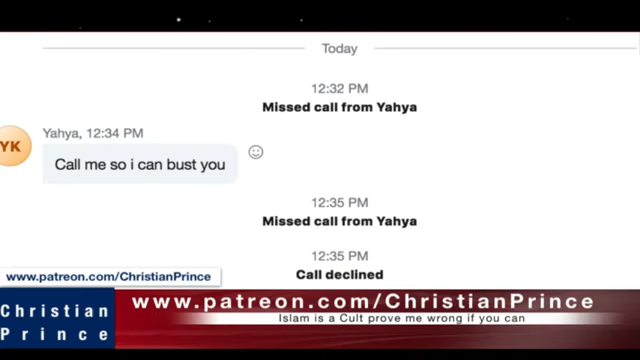 Today
12:32 PM
Missed call from Yahya
Yahya, 12:34 PM
YK
Call me so i can bust you
12:35 PM
Missed call from Yahya
12:35 PM
Call declined
www.patreon.com/ChristianPrince
Christian
Prince
www.patreon.com/ChristianPrince
Islam is a Cult prove me wrong if you can